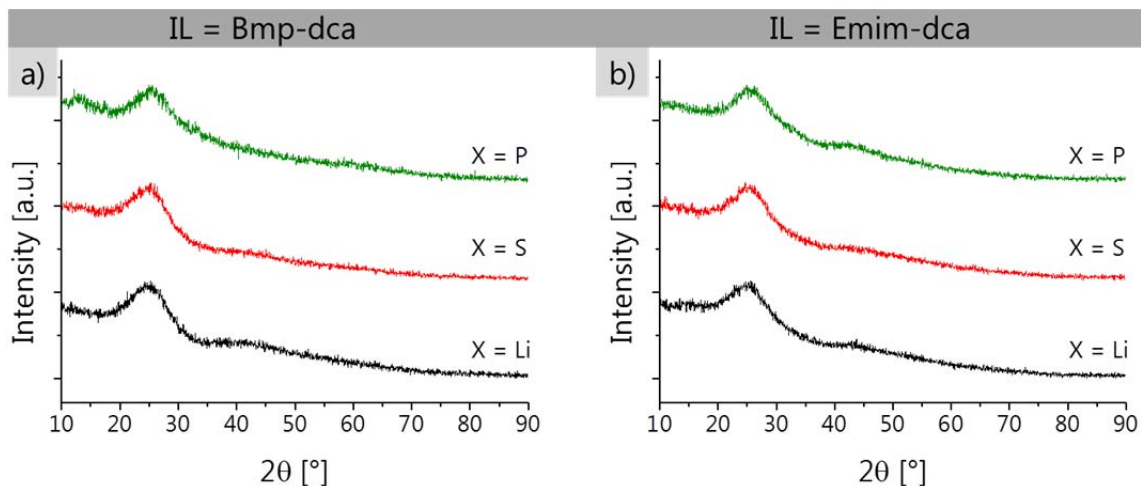 IL = Bmp-dca
IL = Emim-dca
a)
X = P
X = S
X = Li
Intensity [a.u.]
10 20 30 40 50 60 70 80 90
2θ [°]
b)
X = P
X = S
X = Li
Intensity [a.u.]
10 20 30 40 50 60 70 80 90
2θ [°]